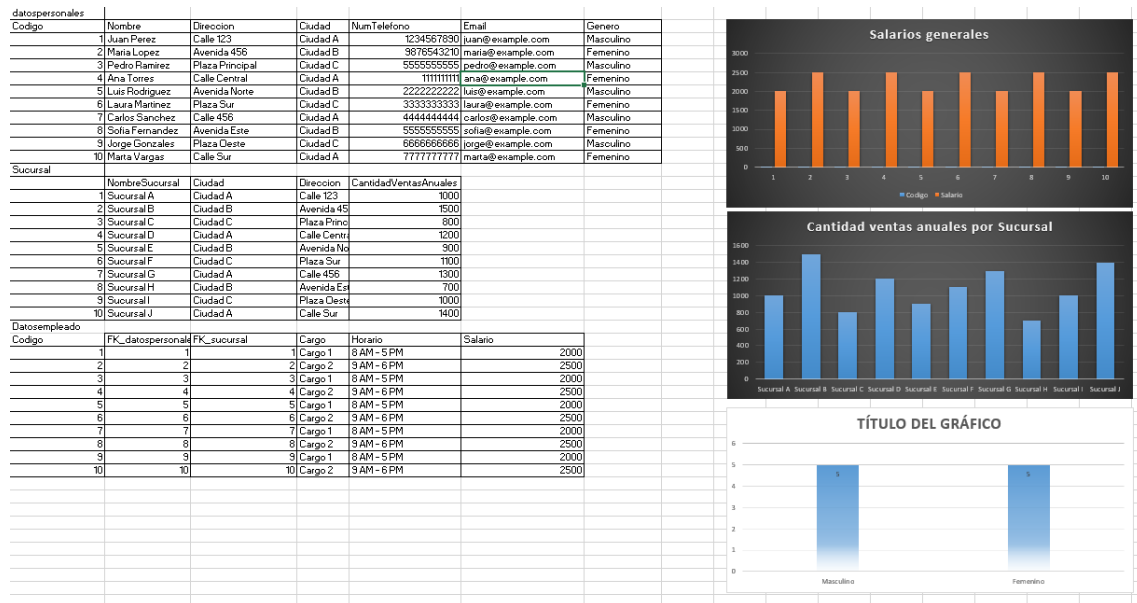 datospersonales
Codigo Nombre Direccion Ciudad NumTelefono Email Genero
1 Juan Perez Calle 123 Ciudad A 1234567890 juan@example.com Masculino
2 Maria Lopez Avenida 456 Ciudad B 9876543210 maria@example.com Femenino
3 Pedro Ramirez Plaza Principal Ciudad C 5555555555 pedro@example.com Masculino
4 Ana Torres Calle Central Ciudad A 1111111111 ana@example.com Femenino
5 Luis Rodriguez Avenida Norte Ciudad B 2222222222 luis@example.com Masculino
6 Laura Martinez Plaza Sur Ciudad C 3333333333 laura@example.com Femenino
7 Carlos Sanchez Calle 456 Ciudad A 4444444444 carlos@example.com Masculino
8 Sofia Fernandez Avenida Este Ciudad B 5555555555 sofia@example.com Femenino
9 Jorge Gonzales Plaza Oeste Ciudad C 6666666666 jorge@example.com Masculino
10 Marta Vargas Calle Sur Ciudad A 7777777777 marta@example.com Femenino
Sucursal
NombreSucursal Ciudad Direccion CantidadVentasAnuales
1 Sucursal A Ciudad A Calle 123 1000
2 Sucursal B Ciudad B Avenida 45 1500
3 Sucursal C Ciudad C Plaza Princ 800
4 Sucursal D Ciudad A Calle Centra 1200
5 Sucursal E Ciudad B Avenida No 900
6 Sucursal F Ciudad C Plaza Sur 1100
7 Sucursal G Ciudad A Calle 456 1300
8 Sucursal H Ciudad B Avenida Est 700
9 Sucursal I Ciudad C Plaza Oeste 1000
10 Sucursal J Ciudad A Calle Sur 1400
Datosempleado
Codigo FK_datospersonale FK_sucursal Cargo Horario Salario
1 1 1 Cargo 1 8 AM - 5 PM 2000
2 2 2 Cargo 2 9 AM - 6 PM 2500
3 3 3 Cargo 1 8 AM - 5 PM 2000
4 4 4 Cargo 2 9 AM - 6 PM 2500
5 5 5 Cargo 1 8 AM - 5 PM 2000
6 6 6 Cargo 2 9 AM - 6 PM 2500
7 7 7 Cargo 1 8 AM - 5 PM 2000
8 8 8 Cargo 2 9 AM - 6 PM 2500
9 9 9 Cargo 1 8 AM - 5 PM 2000
10 10 10 Cargo 2 9 AM - 6 PM 2500
Salarios generales
3000
2500
2000
1500
1000
500
0
1 2 3 4 5 6 7 8 9 10
Codigo Salario
Cantidad ventas anuales por Sucursal
1600
1400
1200
1000
800
600
400
200
0
Sucursal A Sucursal B Sucursal C Sucursal D Sucursal E Sucursal F Sucursal G Sucursal H Sucursal I Sucursal J
TÍTULO DEL GRÁFICO
6
5
4
3
2
1
0
5 5
Masculino Femenino